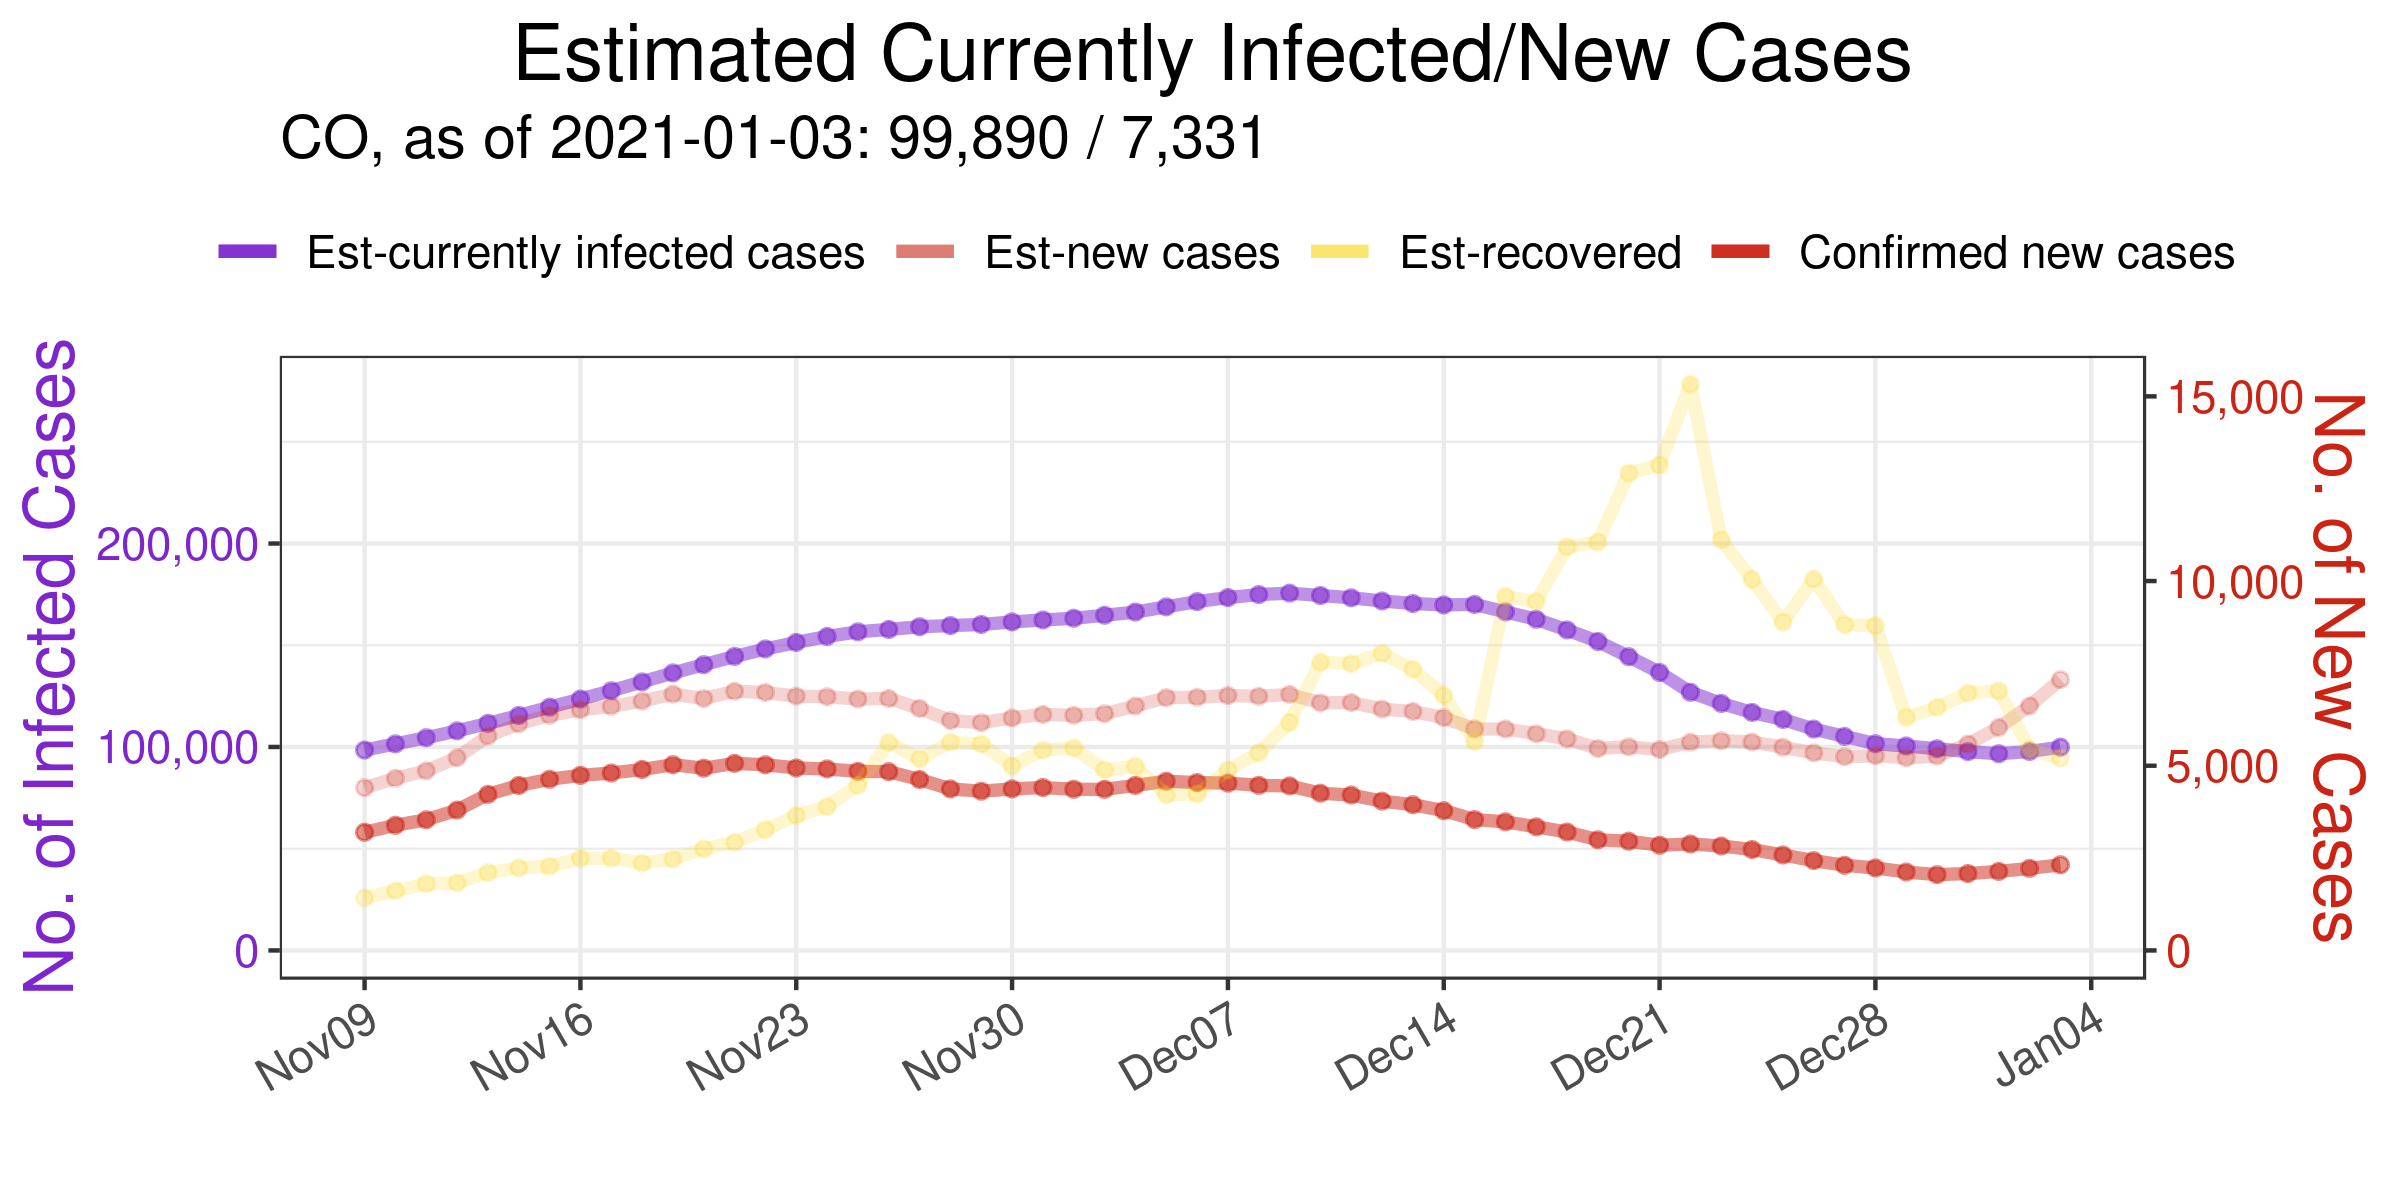 Estimated Currently Infected/New Cases
CO, as of 2021-01-03: 99,890 / 7,331
Est-currently infected cases
Est-new cases
Est-recovered
Confirmed new cases
No. of Infected Cases
200,000
100,000
0
15,000
10,000
5,000
0
No. of New Cases
Nov09
Nov16
Nov23
Nov30
Dec07
Dec14
Dec21
Dec28
Jan04